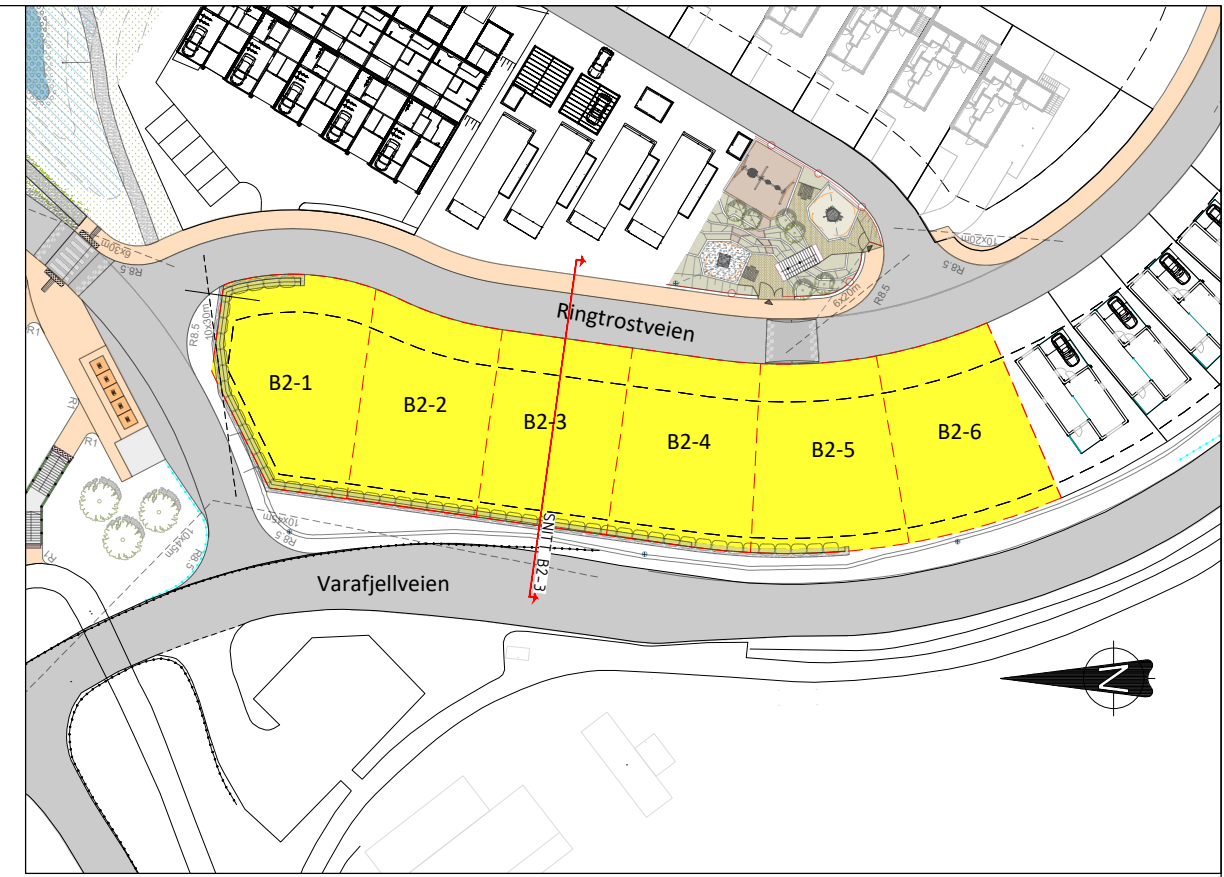 6x30m
R8.5
R8.5
10x30m
Ringtrostveien
6x20m
R8.5
10x20m
R8.5
R1
R1
R1
R1
B2-1
B2-2
B2-3
B2-4
B2-5
B2-6
10x45m
R8.5
10x45m
R8.5
SNITT B2-3
Varafjellveien
N